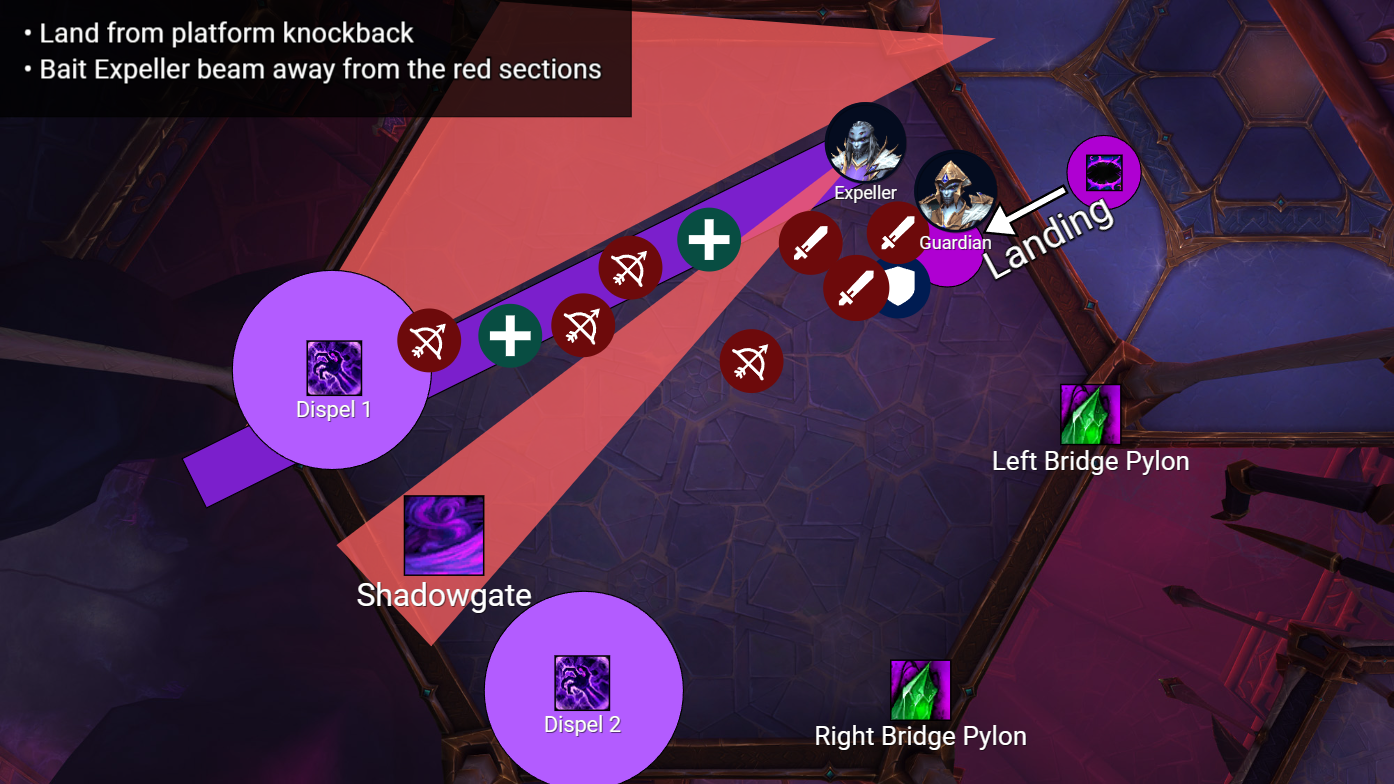 • Land from platform knockback
• Bait Expeller beam away from the red sections
Expeller
Guardian
Landing
Dispel 1
Left Bridge Pylon
Shadowgate
Dispel 2
Right Bridge Pylon